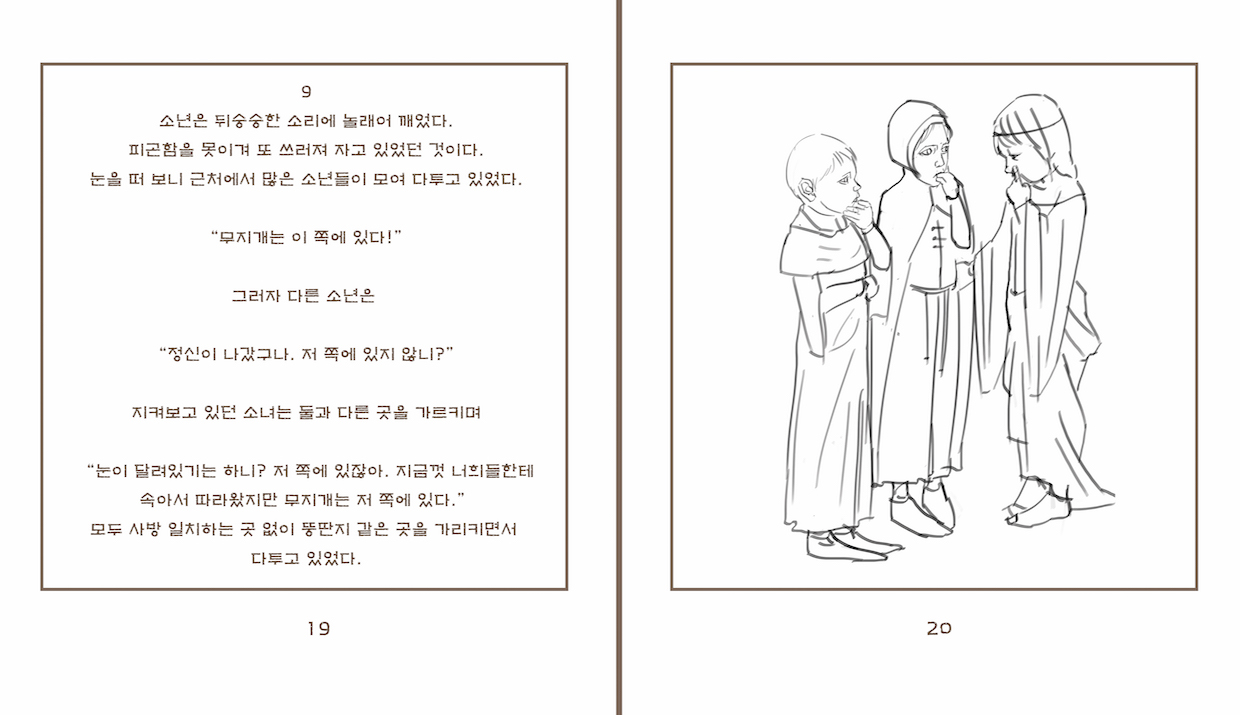 9
소년은 뒤숭숭한 소리에 놀래어 깨었다.
피곤함을 못이겨 또 쓰러져 자고 있었던 것이다.
눈을 떠 보니 근처에서 많은 소년들이 모여 다투고 있었다.
“무지개는 이 쪽에 있다!”
그러자 다른 소년은
“정신이 나갔구나. 저 쪽에 있지 않니?”
지켜보고 있던 소녀는 둘과 다른 곳을 가르키며
“눈이 달려있기는 하니? 저 쪽에 있잖아. 지금껏 너희들한테
속아서 따라왔지만 무지개는 저 쪽에 있다.”
모두 사방 일치하는 곳 없이 뚱딴지 같은 곳을 가리키면서
다투고 있었다.
19
20